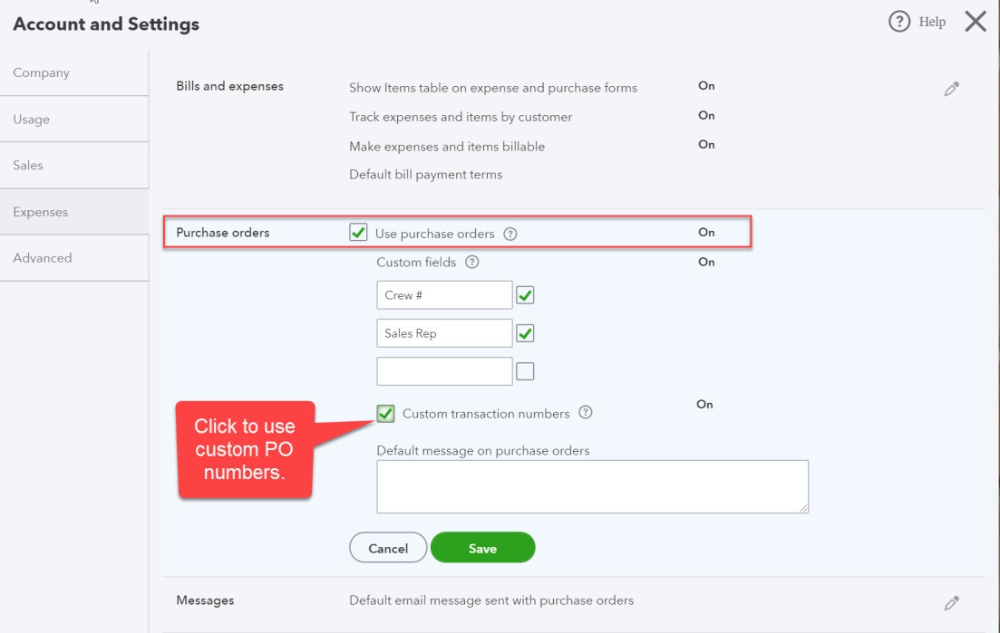 Account and Settings
Help
Company
Usage
Sales
Expenses
Advanced
Bills and expenses
Show Items table on expense and purchase forms On
Track expenses and items by customer On
Make expenses and items billable On
Default bill payment terms
Purchase orders Use purchase orders ? On
Custom fields ? On
Crew #
Sales Rep
Custom transaction numbers ? On
Click to use
custom PO
numbers.
Default message on purchase orders
Cancel Save
Messages Default email message sent with purchase orders